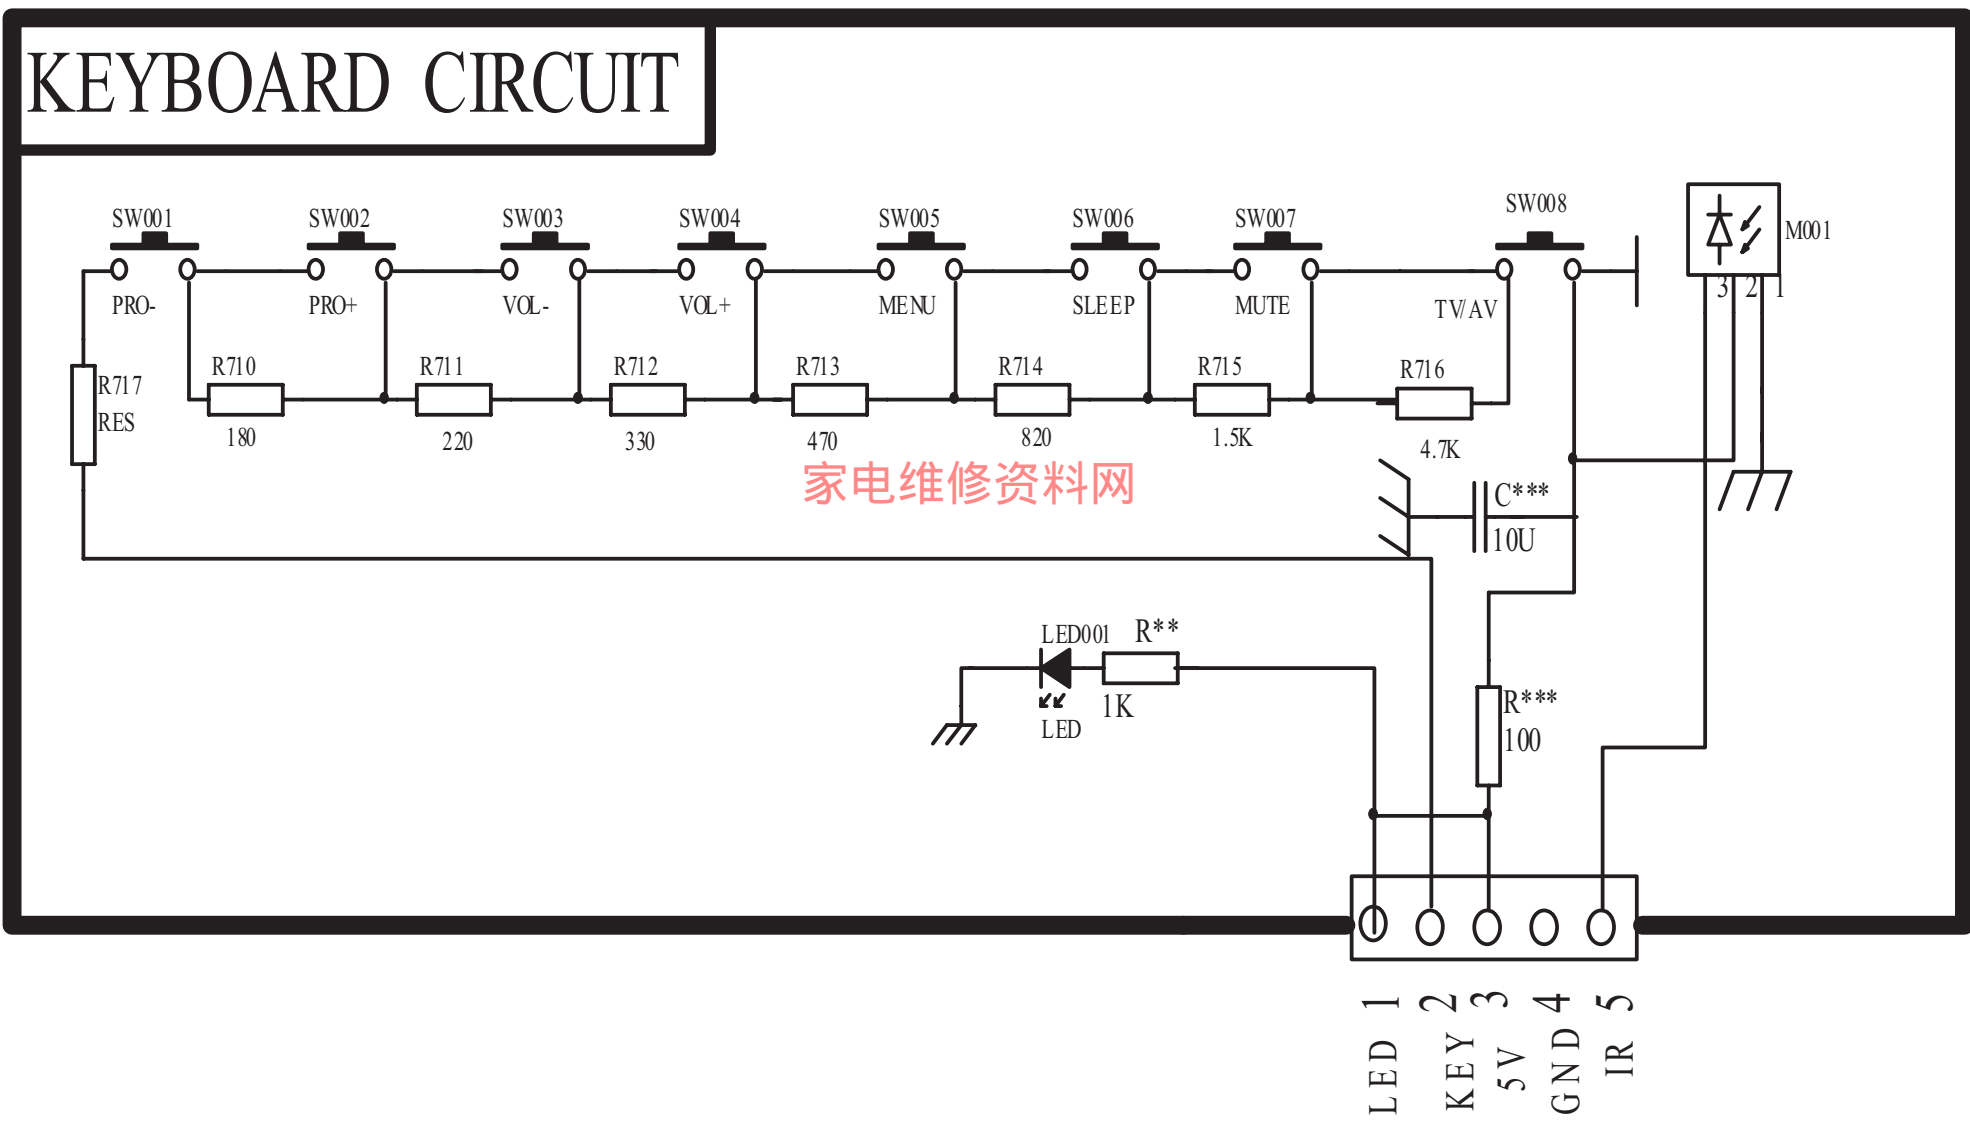 KEYBOARD CIRCUIT
SW001 SW002 SW003 SW004 SW005 SW006 SW007 SW008
M001
PRO- PRO+ VOL- VOL+ MENU SLEEP MUTE TV/AV
3 2 1
R710 R711 R712 R713 R714 R715 R716
R717
RES
180 220 330 470 820 1.5K 4.7K
家电维修资料网
C***
10U
LED001 R**
1K
LED
R***
100
LED 1
KEY 2
5V 3
GND 4
IR 5